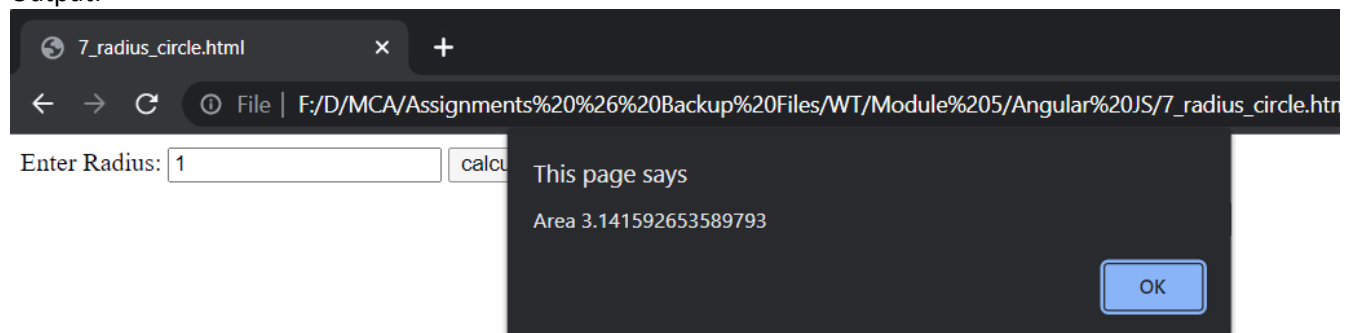 Output:
7_radius_circle.html
File | F:/D/MCA/Assignments%20%26%20Backup%20Files/WT/Module%205/Angular%20JS/7_radius_circle.htm
Enter Radius: 1 calcu
This page says
Area 3.141592653589793
OK